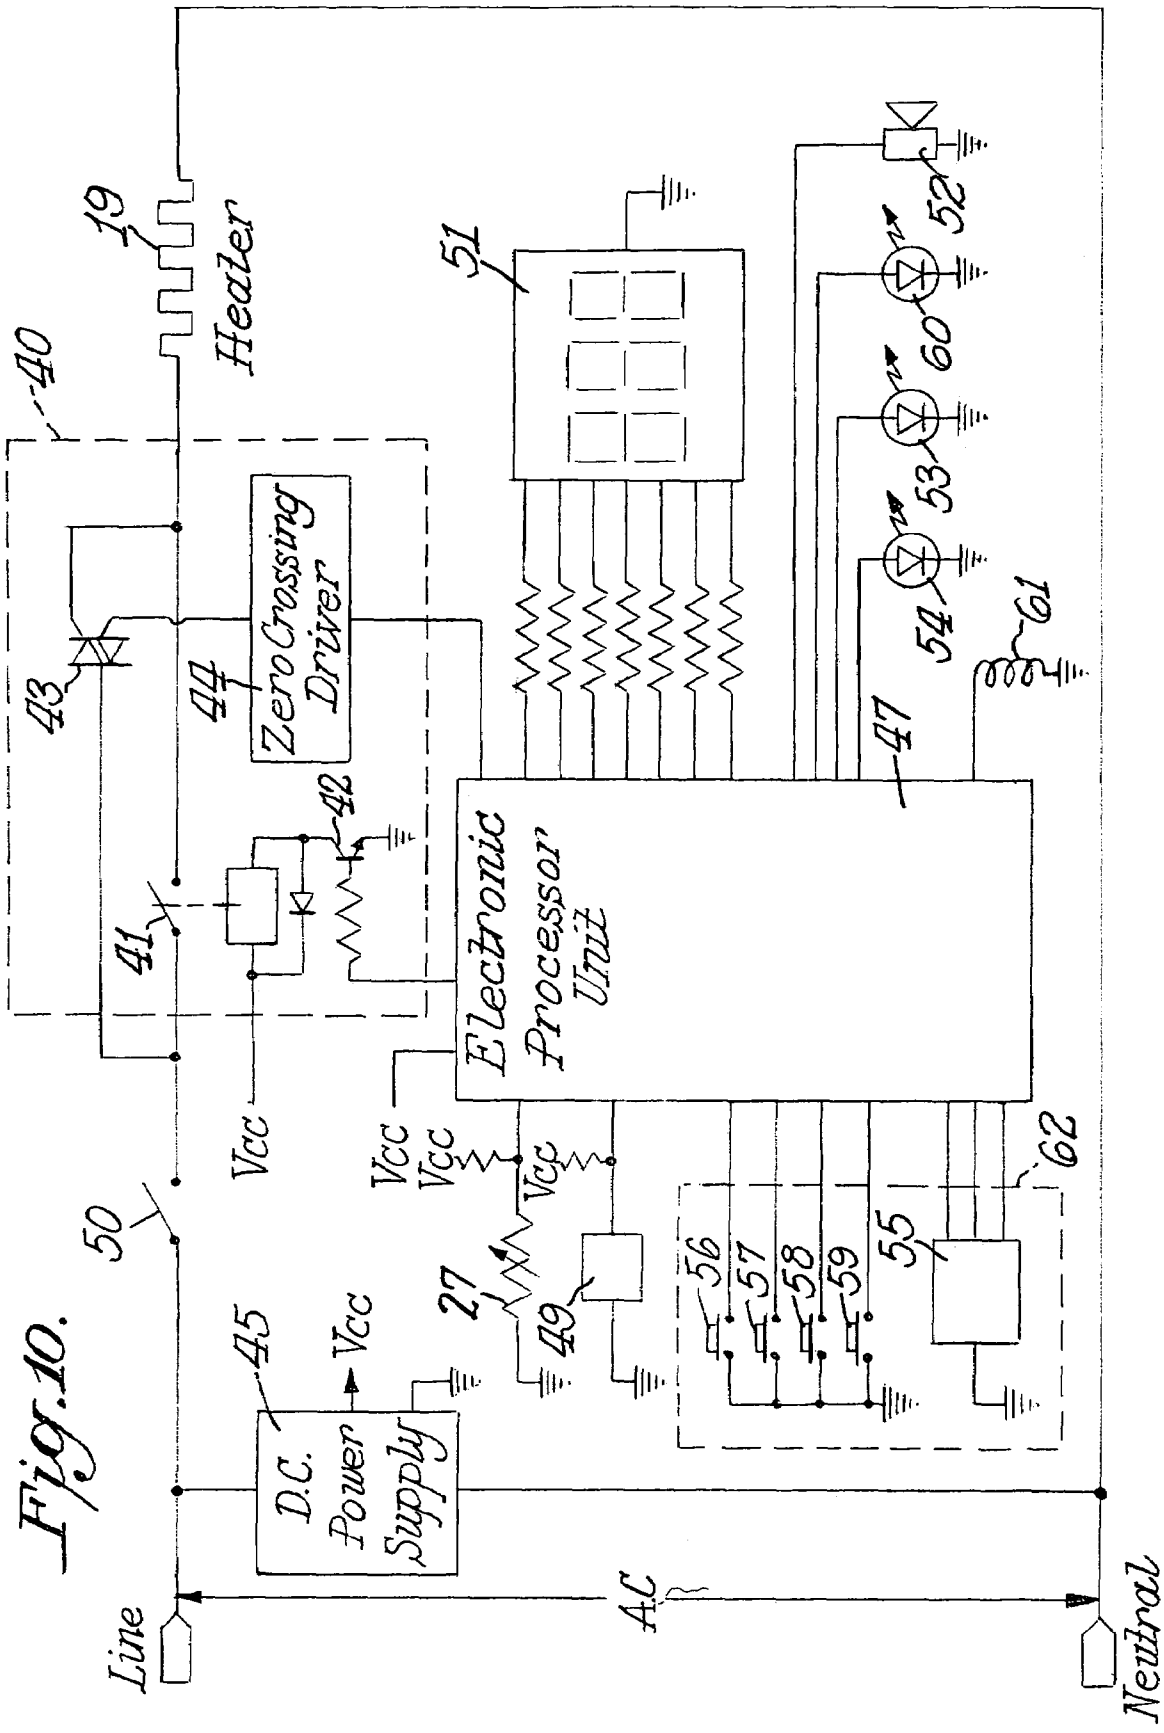 Fig.10.
Line
50
41
43
40
19
Heater
44
Zero Crossing
Driver
42
Vcc
45
D.C.
Power
Supply
Vcc
Vcc
Vcc
Vcc
27
49
Electronic
Processor
Unit
47
51
56
57
58
59
55
62
61
54
53
60
52
A.C
Neutral